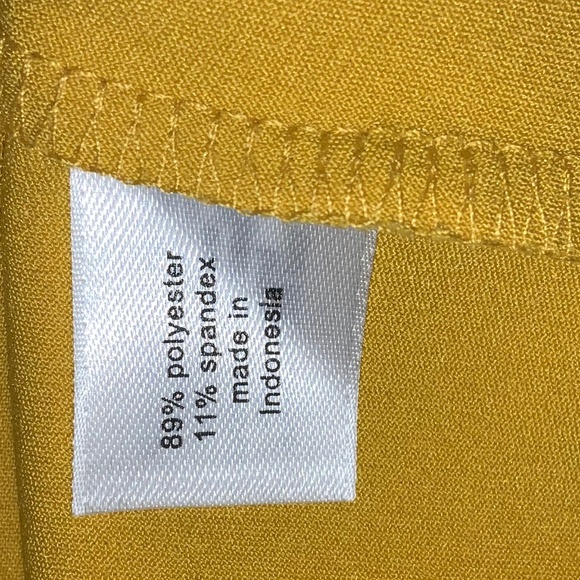 89% polyester
11% spandex
made in
Indonesia